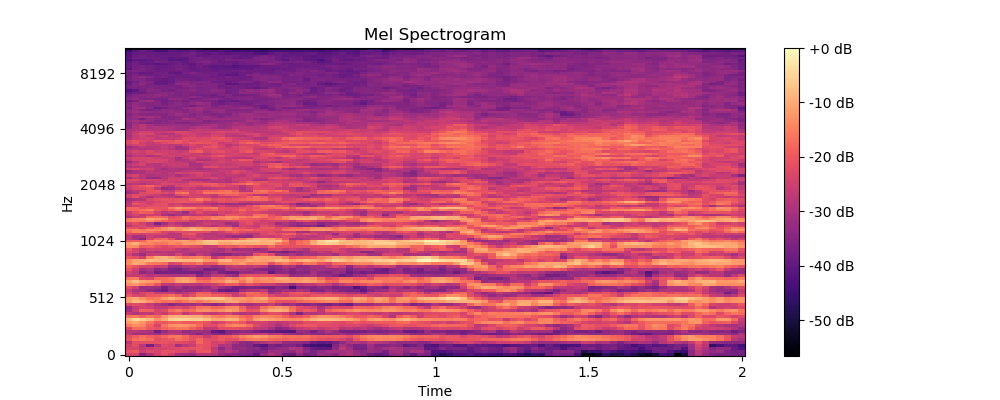 Mel Spectrogram
+0 dB
8192
-10 dB
4096
-20 dB
2048
-30 dB
Hz
1024
-40 dB
512
-50 dB
0
0 0.5 1 1.5 2
Time